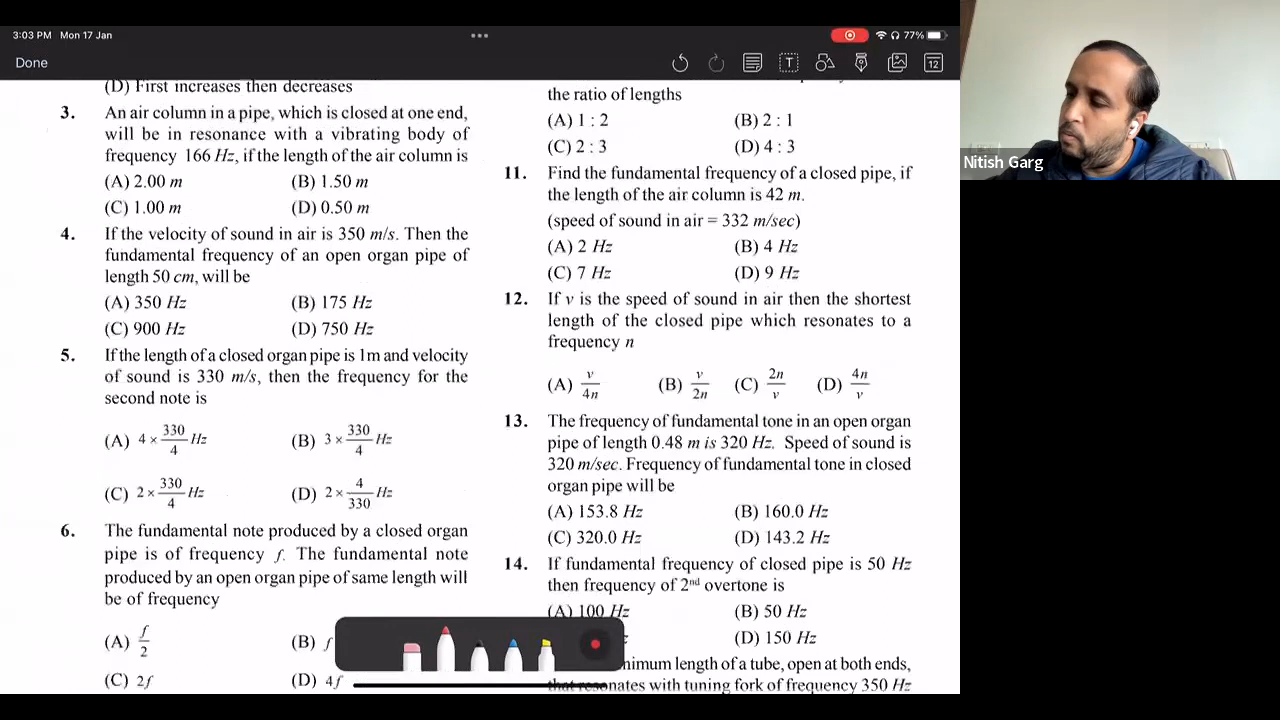 3:03 PM Mon 17 Jan
77%
Done
12
(D) First increases then decreases
3. An air column in a pipe, which is closed at one end,
will be in resonance with a vibrating body of
frequency 166 Hz, if the length of the air column is
(A) 2.00 m (B) 1.50 m
(C) 1.00 m (D) 0.50 m
4. If the velocity of sound in air is 350 m/s. Then the
fundamental frequency of an open organ pipe of
length 50 cm, will be
(A) 350 Hz (B) 175 Hz
(C) 900 Hz (D) 750 Hz
5. If the length of a closed organ pipe is 1m and velocity
of sound is 330 m/s, then the frequency for the
second note is
(A) 4 × 330/4 Hz (B) 3 × 330/4 Hz
(C) 2 × 330/4 Hz (D) 2 × 4/330 Hz
6. The fundamental note produced by a closed organ
pipe is of frequency f. The fundamental note
produced by an open organ pipe of same length will
be of frequency
(A) f/2 (B) f
(C) 2f (D) 4f
the ratio of lengths
(A) 1 : 2 (B) 2 : 1
(C) 2 : 3 (D) 4 : 3
11. Find the fundamental frequency of a closed pipe, if
the length of the air column is 42 m.
(speed of sound in air = 332 m/sec)
(A) 2 Hz (B) 4 Hz
(C) 7 Hz (D) 9 Hz
12. If v is the speed of sound in air then the shortest
length of the closed pipe which resonates to a
frequency n
(A) v/4n (B) v/2n (C) 2n/v (D) 4n/v
13. The frequency of fundamental tone in an open organ
pipe of length 0.48 m is 320 Hz. Speed of sound is
320 m/sec. Frequency of fundamental tone in closed
organ pipe will be
(A) 153.8 Hz (B) 160.0 Hz
(C) 320.0 Hz (D) 143.2 Hz
14. If fundamental frequency of closed pipe is 50 Hz
then frequency of 2nd overtone is
(A) 100 Hz (B) 50 Hz
(D) 150 Hz
length of a tube, open at both ends,
that resonates with tuning fork of frequency 350 Hz
Nitish Garg